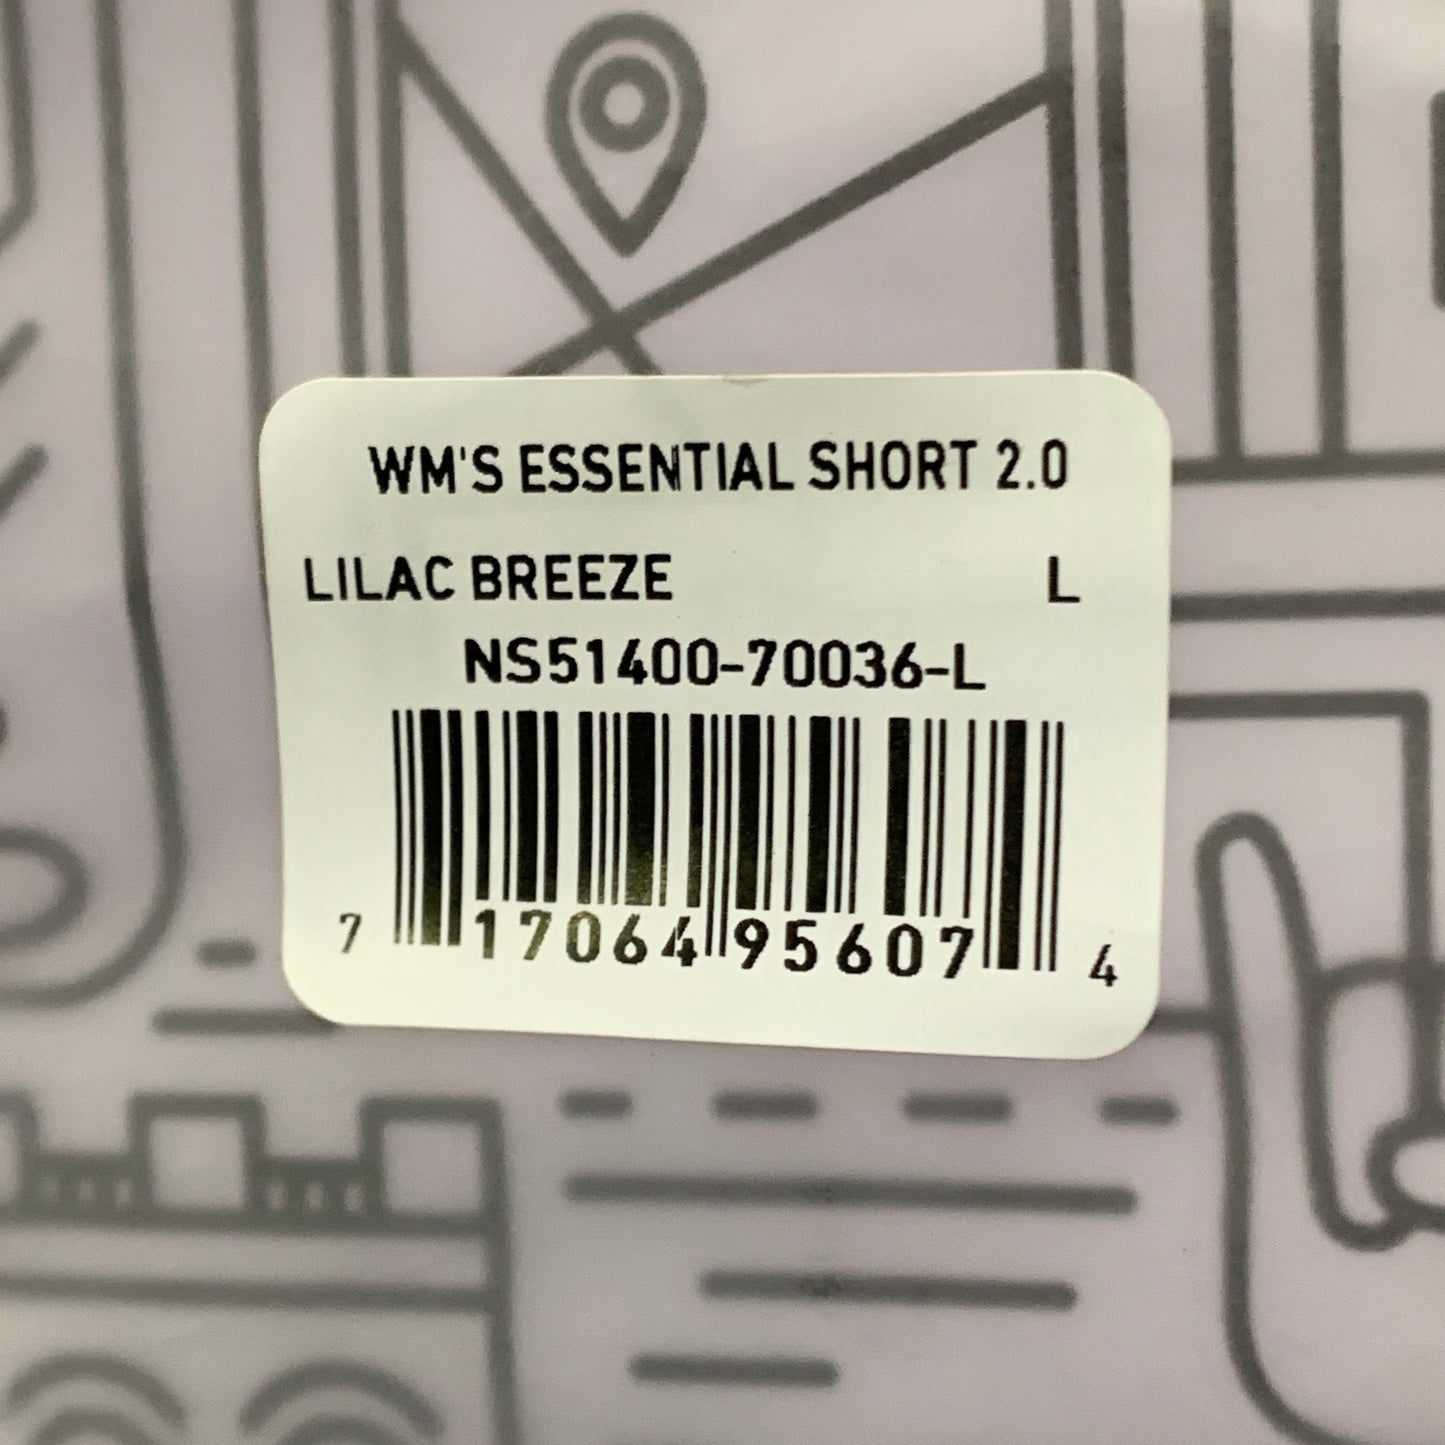 WM'S ESSENTIAL SHORT 2.0
LILAC BREEZE L
NS51400-70036-L
7 17064 95607 4